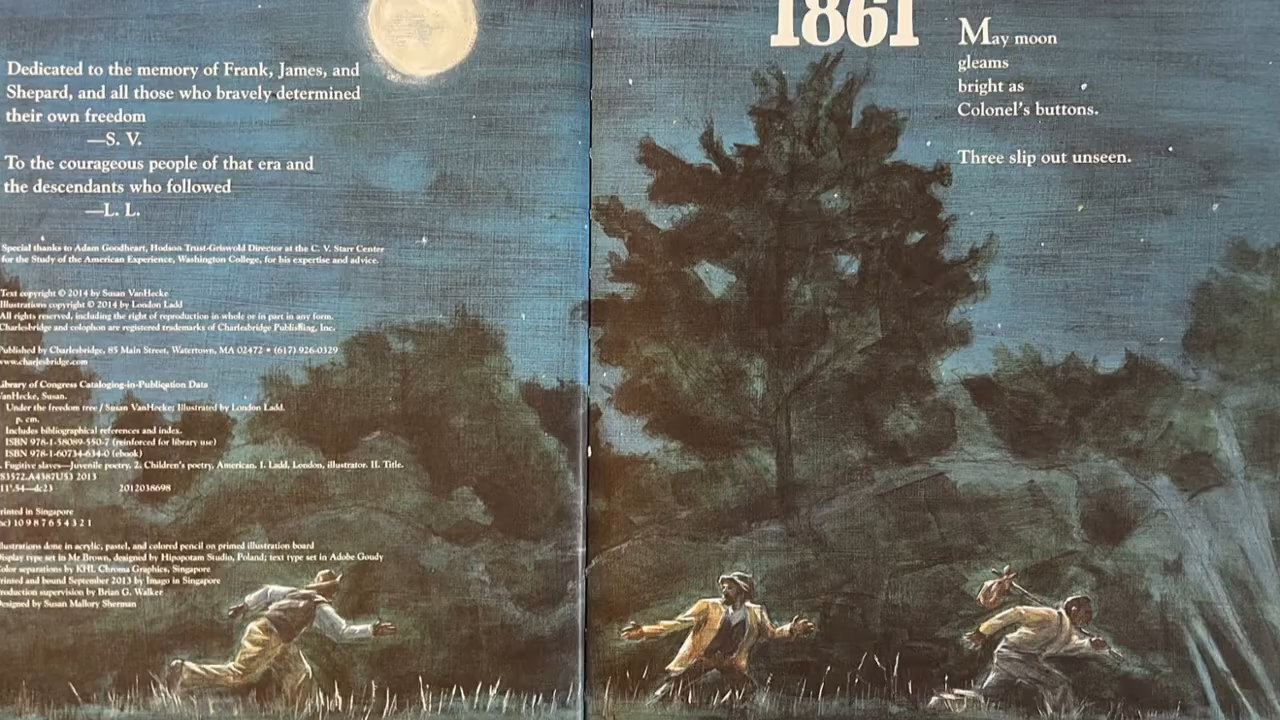 Dedicated to the memory of Frank, James, and
Shepard, and all those who bravely determined
their own freedom
—S. V.
To the courageous people of that era and
the descendants who followed
—L. L.
Special thanks to Adam Goodheart, Hodson Trust-Griswold Director at the C. V. Starr Center
for the Study of the American Experience, Washington College, for his expertise and advice.
Text copyright © 2014 by Susan VanHecke
Illustrations copyright © 2014 by London Ladd
All rights reserved, including the right of reproduction in whole or in part in any form.
Charlesbridge and colophon are registered trademarks of Charlesbridge Publishing, Inc.
Published by Charlesbridge, 85 Main Street, Watertown, MA 02472 • (617) 926-0329
www.charlesbridge.com
Library of Congress Cataloging-in-Publication Data
VanHecke, Susan.
Under the freedom tree / Susan VanHecke; Illustrated by London Ladd.
p. cm.
Includes bibliographical references and index.
ISBN 978-1-58089-550-7 (reinforced for library use)
ISBN 978-1-60734-634-0 (ebook)
. Fugitive slaves—Juvenile poetry. 2. Children's poetry, American. I. Ladd, London, illustrator. II. Title.
S3572.A4387U53 2013
11'.54—dc23 2012038698
rinted in Singapore
hc) 10 9 8 7 6 5 4 3 2 1
llustrations done in acrylic, pastel, and colored pencil on primed illustration board
Display type set in Mr Brown, designed by Hipopotam Studio, Poland; text type set in Adobe Goudy
Color separations by KHL Chroma Graphics, Singapore
Printed and bound September 2013 by Imago in Singapore
roduction supervision by Brian G. Walker
Designed by Susan Mallory Sherman
1861
May moon
gleams
bright as
Colonel's buttons.
Three slip out unseen.